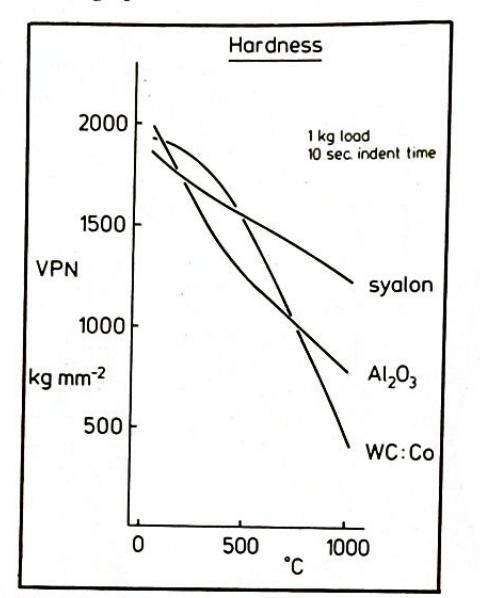 Hardness
2000
1 kg load
10 sec. indent time
1500
VPN
syalon
1000
kg mm⁻²
Al₂O₃
500
WC:Co
0 500 1000
°C